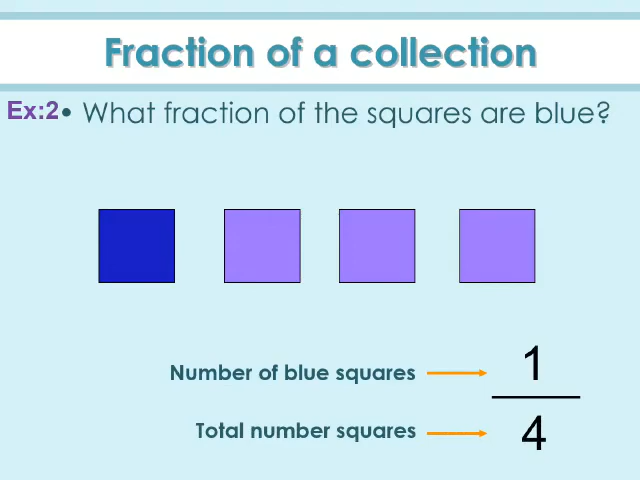 Fraction of a collection
Ex:2• What fraction of the squares are blue?
Number of blue squares
1
Total number squares
4